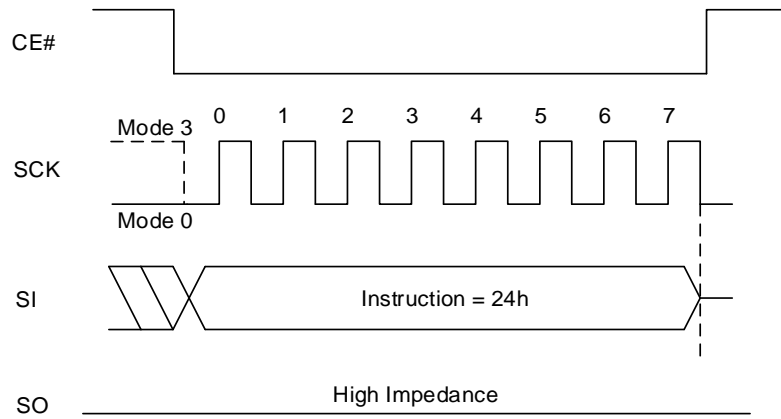 CE#
0 1 2 3 4 5 6 7
Mode 3
SCK
Mode 0
SI
Instruction = 24h
High Impedance
SO